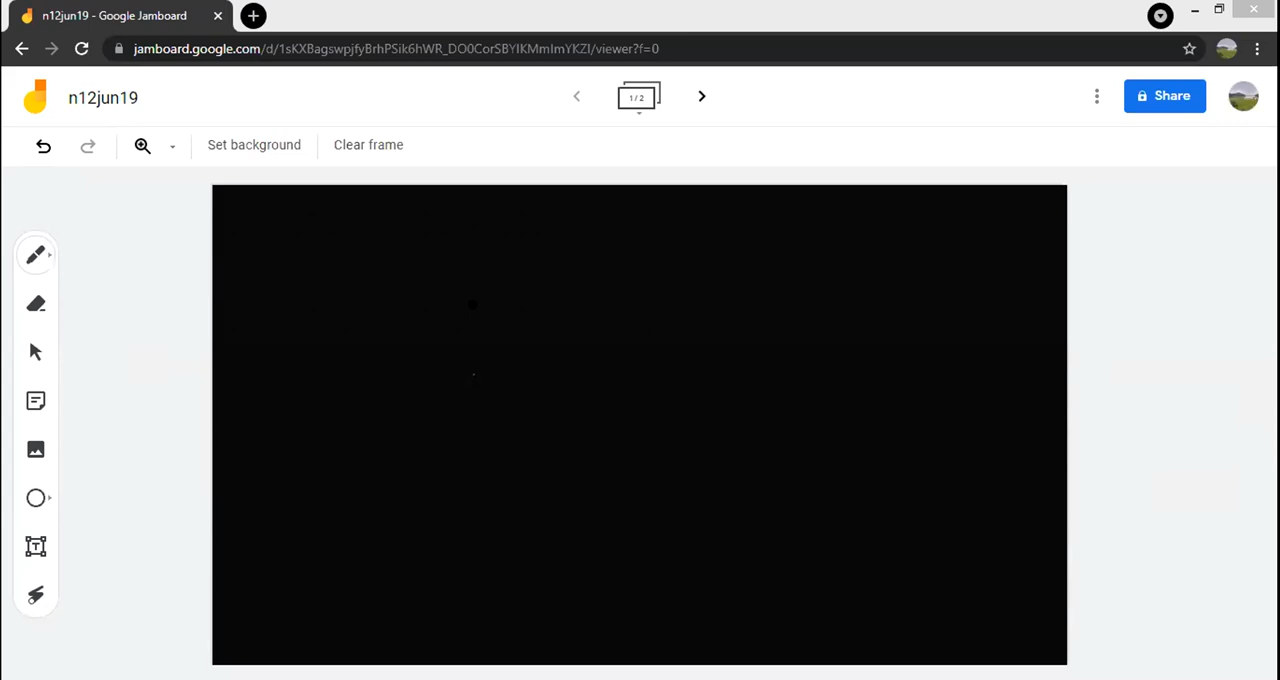 n12jun19 - Google Jamboard
jamboard.google.com/d/1sKXBagswpjfyBrhPSik6hWR_DO0CorSBYIKMmImYKZI/viewer?f=0
n12jun19
1 / 2
Share
Set background
Clear frame